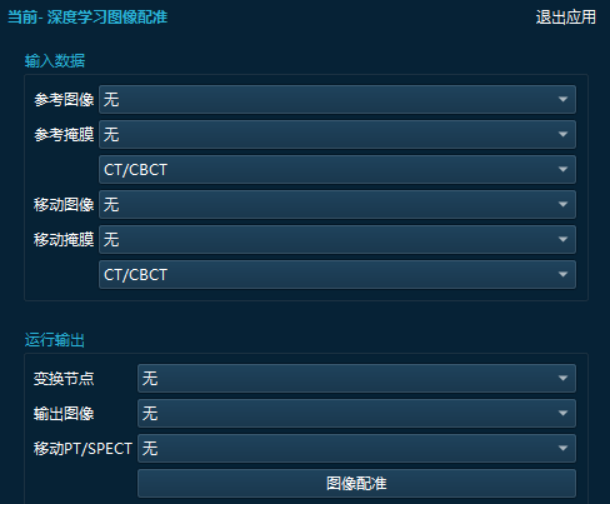 当前- 深度学习图像配准 退出应用
输入数据
参考图像 无
参考掩膜 无
CT/CBCT
移动图像 无
移动掩膜 无
CT/CBCT
运行输出
变换节点 无
输出图像 无
移动PT/SPECT 无
图像配准